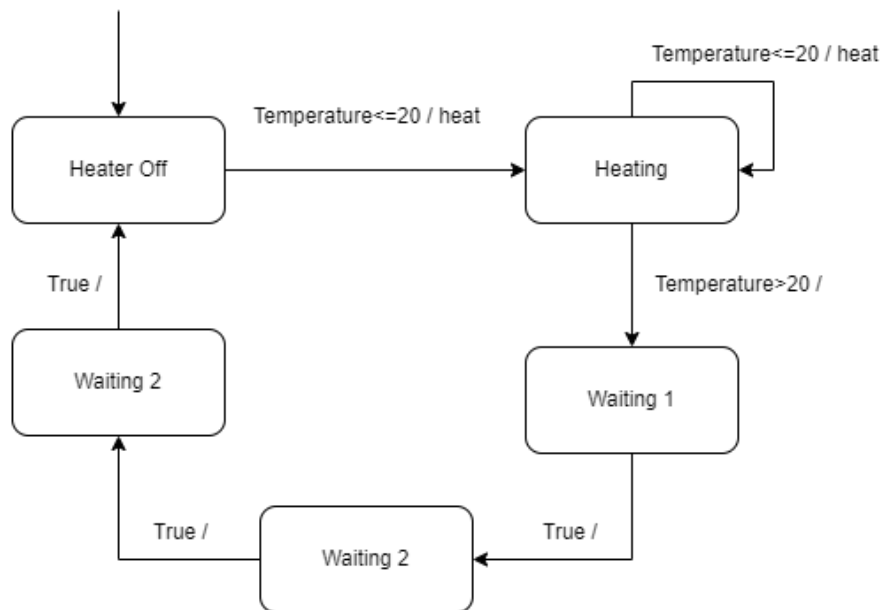 Temperature<=20 / heat
Temperature<=20 / heat
Heater Off
Heating
True /
Temperature>20 /
Waiting 2
Waiting 1
True /
True /
Waiting 2